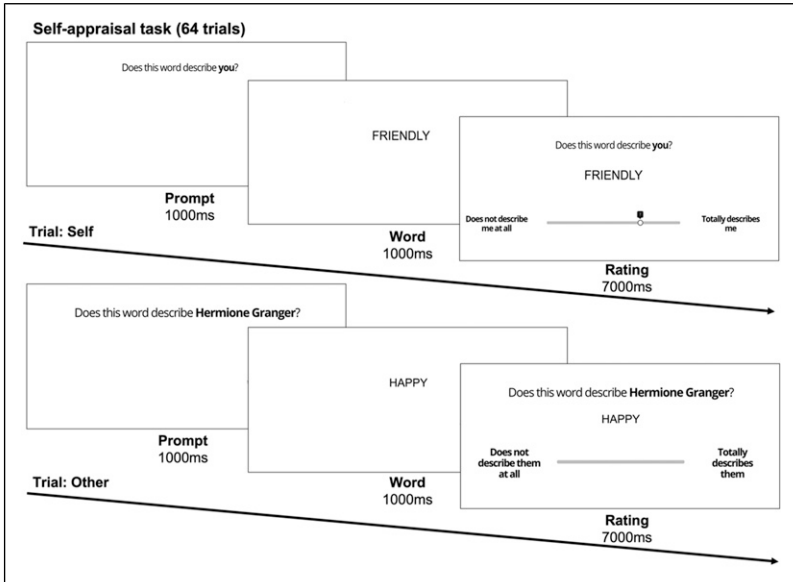 Self-appraisal task (64 trials)
Does this word describe you?
Prompt
1000ms
FRIENDLY
Word
1000ms
Does this word describe you?
FRIENDLY
Does not describe
me at all
Totally describes
me
Rating
7000ms
Trial: Self
Does this word describe Hermione Granger?
Prompt
1000ms
HAPPY
Word
1000ms
Does this word describe Hermione Granger?
HAPPY
Does not
describe them
at all
Totally
describes
them
Rating
7000ms
Trial: Other